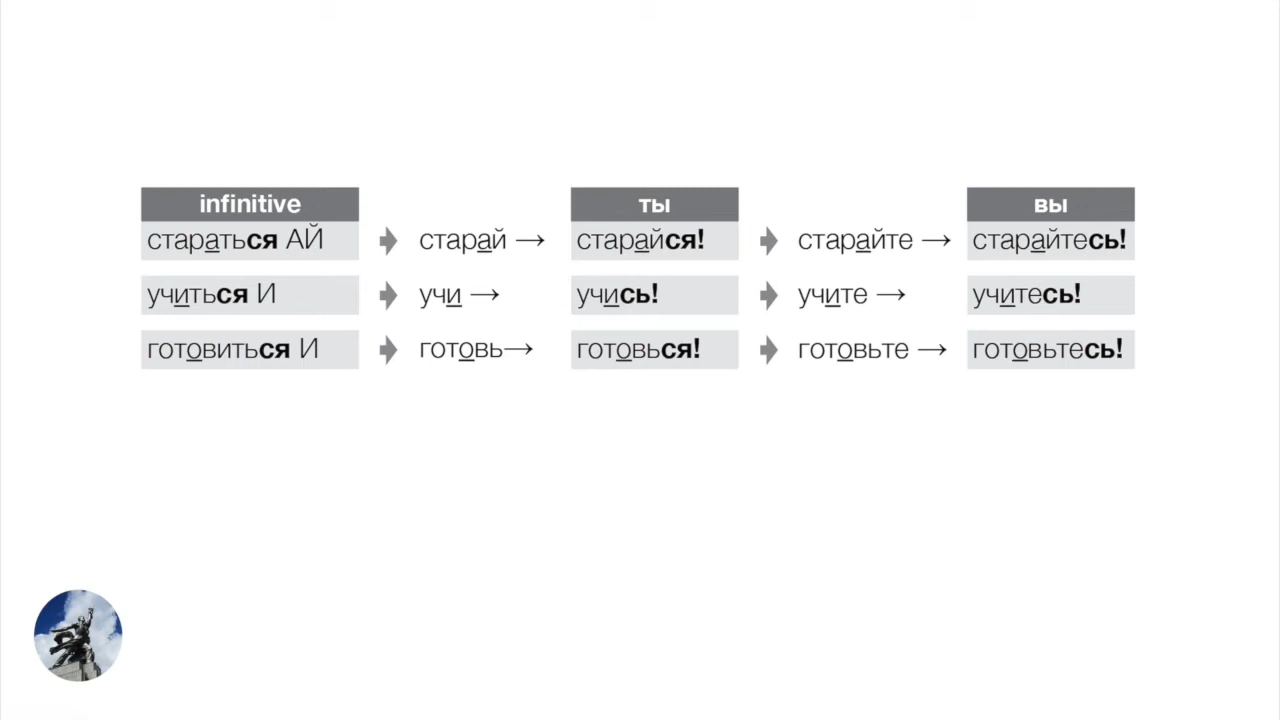 infinitive ты вы
стараться АЙ старай → старайся! старайте → старайтесь!
учиться И учи → учись! учите → учитесь!
готовиться И готовь→ готовься! готовьте → готовьтесь!